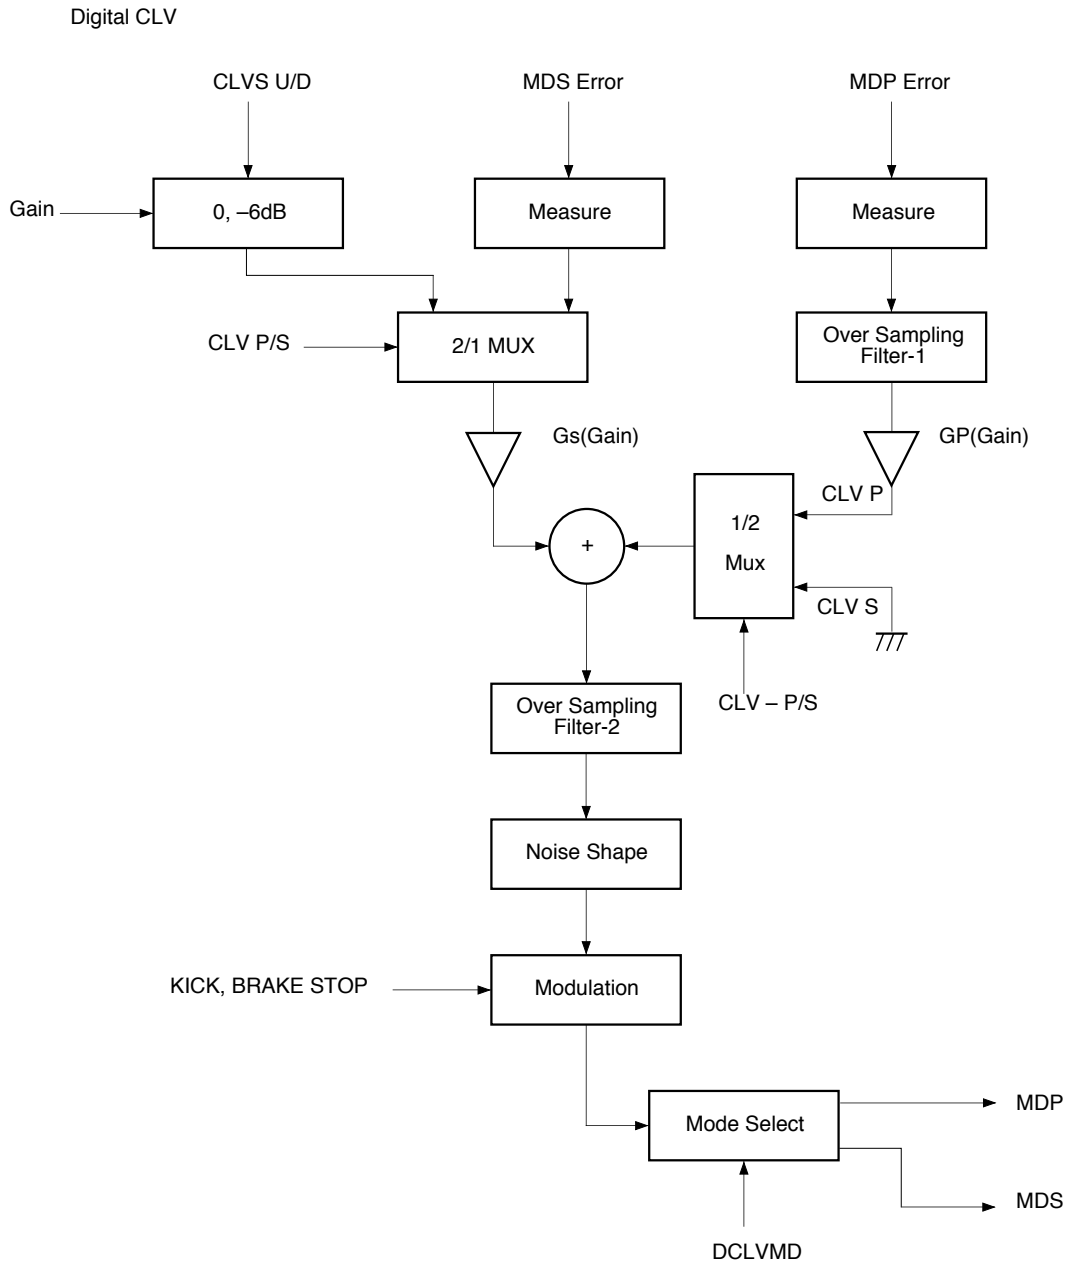 Digital CLV
CLVS U/D
MDS Error
MDP Error
Gain
0, –6dB
Measure
Measure
CLV P/S
2/1 MUX
Over Sampling
Filter-1
Gs(Gain)
GP(Gain)
CLV P
1/2
Mux
+
CLV S
CLV – P/S
Over Sampling
Filter-2
Noise Shape
KICK, BRAKE STOP
Modulation
Mode Select
MDP
MDS
DCLVMD